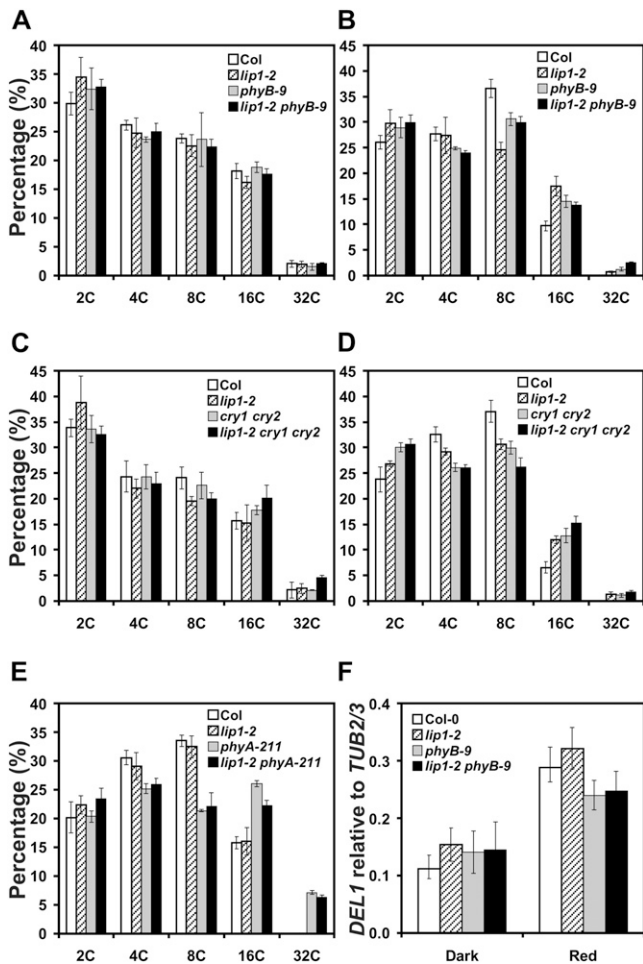 A
Percentage (%)
40
35
30
25
20
15
10
5
0
Col
lip1-2
phyB-9
lip1-2 phyB-9
2C 4C 8C 16C 32C
B
45
40
35
30
25
20
15
10
5
0
Col
lip1-2
phyB-9
lip1-2 phyB-9
2C 4C 8C 16C 32C
C
Percentage (%)
45
40
35
30
25
20
15
10
5
0
Col
lip1-2
cry1 cry2
lip1-2 cry1 cry2
2C 4C 8C 16C 32C
D
45
40
35
30
25
20
15
10
5
0
Col
lip1-2
cry1 cry2
lip1-2 cry1 cry2
2C 4C 8C 16C 32C
E
Percentage (%)
40
35
30
25
20
15
10
5
0
Col
lip1-2
phyA-211
lip1-2 phyA-211
2C 4C 8C 16C 32C
F
DEL1 relative to TUB2/3
0.4
0.3
0.2
0.1
0.0
Col-0
lip1-2
phyB-9
lip1-2 phyB-9
Dark Red